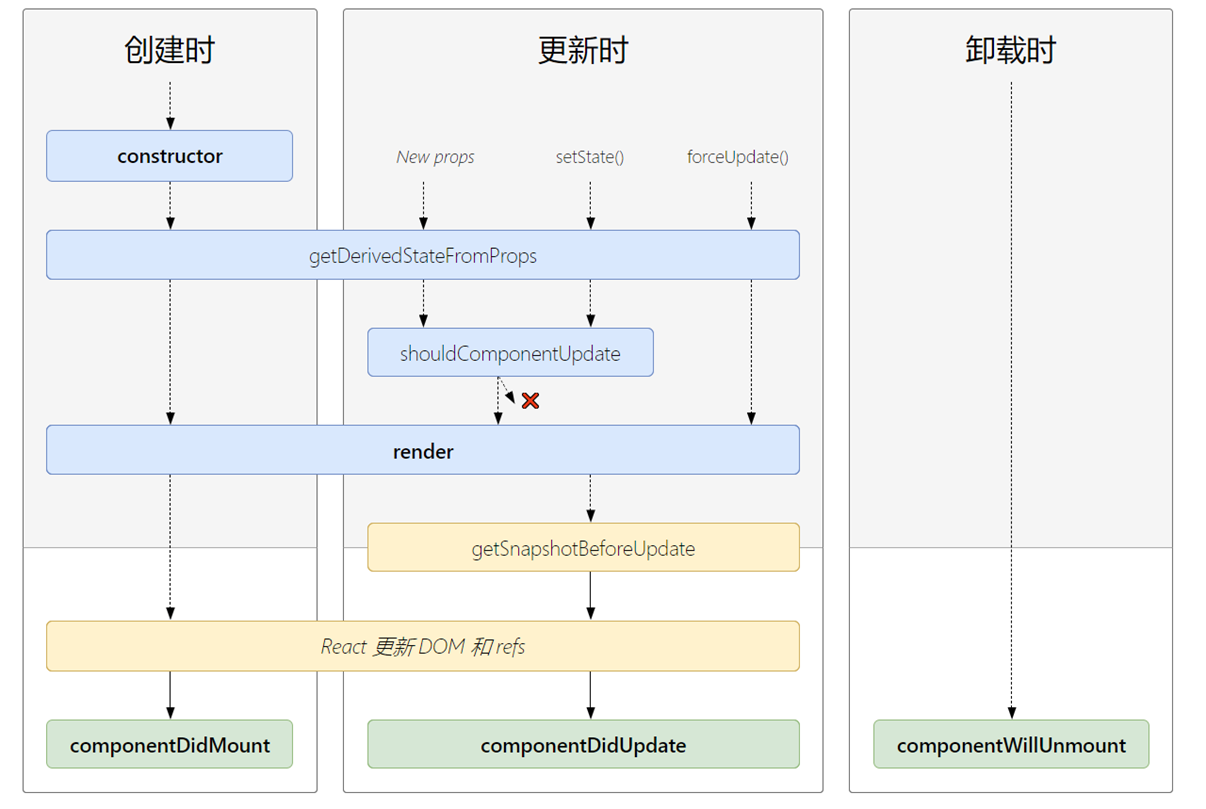 创建时
更新时
卸载时
constructor
New props
setState()
forceUpdate()
getDerivedStateFromProps
shouldComponentUpdate
render
getSnapshotBeforeUpdate
React 更新 DOM 和 refs
componentDidMount
componentDidUpdate
componentWillUnmount